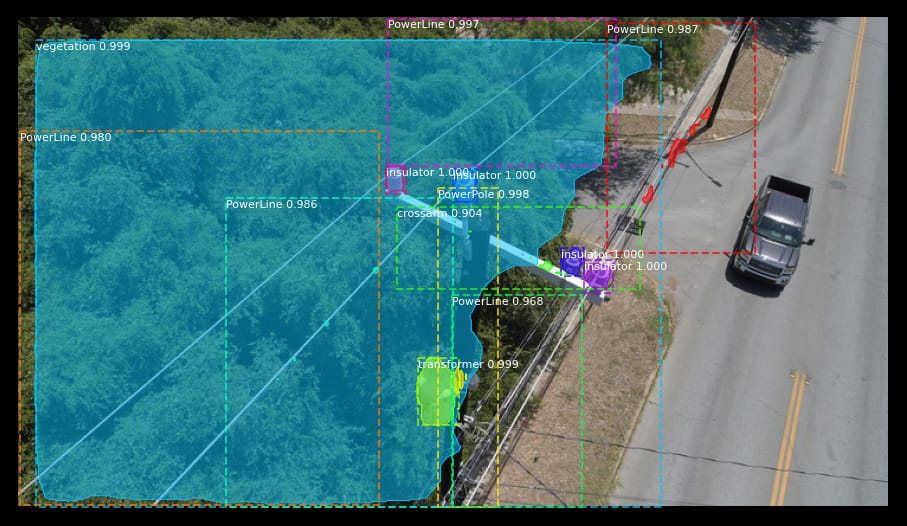 PowerLine 0.997
PowerLine 0.987
vegetation 0.999
PowerLine 0.980
insulator 1.000
insulator 1.000
PowerPole 0.998
PowerLine 0.986
crossarm 0.904
insulator 1.000
insulator 1.000
PowerLine 0.968
transformer 0.999